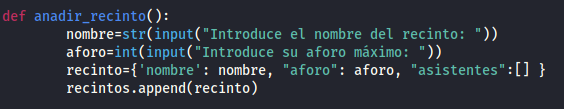 def anadir_recinto():
        nombre=str(input("Introduce el nombre del recinto: "))
        aforo=int(input("Introduce su aforo máximo: "))
        recinto={'nombre': nombre, "aforo": aforo, "asistentes":[] }
        recintos.append(recinto)